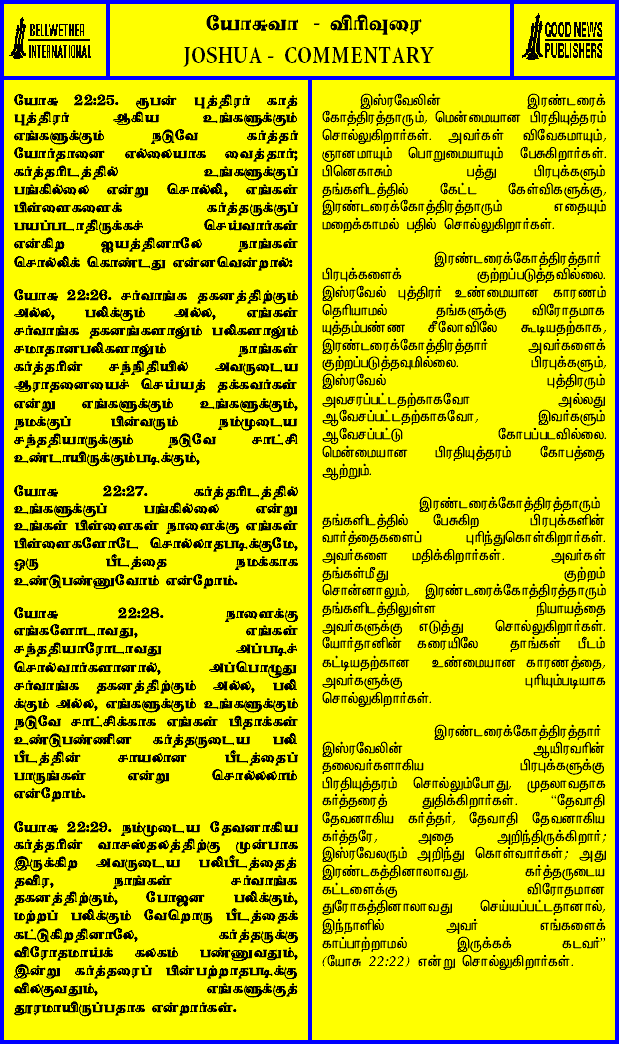 BELLWETHER
INTERNATIONAL
யோசுவா - விரிவுரை
JOSHUA - COMMENTARY
GOOD NEWS
PUBLISHERS
யோசு 22:25. ரூபன் புத்திரர் காத்
புத்திரர் ஆகிய உங்களுக்கும்
எங்களுக்கும் நடுவே கர்த்தர்
யோர்தானை எல்லையாக வைத்தார்;
கர்த்தரிடத்தில் உங்களுக்குப்
பங்கில்லை என்று சொல்லி, எங்கள்
பிள்ளைகளைக் கர்த்தருக்குப்
பயப்படாதிருக்கச் செய்வார்கள்
என்கிற ஐயத்தினாலே நாங்கள்
சொல்லிக் கொண்டது என்னவென்றால்:
யோசு 22:26. சர்வாங்க தகனத்திற்கும்
அல்ல, பலிக்கும் அல்ல, எங்கள்
சர்வாங்க தகனங்களாலும் பலிகளாலும்
சமாதானபலிகளாலும் நாங்கள்
கர்த்தரின் சந்நிதியில் அவருடைய
ஆராதனையைச் செய்யத் தக்கவர்கள்
என்று எங்களுக்கும் உங்களுக்கும்,
நமக்குப் பின்வரும் நம்முடைய
சந்ததியாருக்கும் நடுவே சாட்சி
உண்டாயிருக்கும்படிக்கும்,
யோசு 22:27. கர்த்தரிடத்தில்
உங்களுக்குப் பங்கில்லை என்று
உங்கள் பிள்ளைகள் நாளைக்கு எங்கள்
பிள்ளைகளோடே சொல்லாதபடிக்குமே,
ஒரு பீடத்தை நமக்காக
உண்டுபண்ணுவோம் என்றோம்.
யோசு 22:28. நாளைக்கு
எங்களோடாவது, எங்கள்
சந்ததியாரோடாவது அப்படிச்
சொல்வார்களானால், அப்பொழுது
சர்வாங்க தகனத்திற்கும் அல்ல, பலி
க்கும் அல்ல, எங்களுக்கும் உங்களுக்கும்
நடுவே சாட்சிக்காக எங்கள் பிதாக்கள்
உண்டுபண்ணின கர்த்தருடைய பலி
பீடத்தின் சாயலான பீடத்தைப்
பாருங்கள் என்று சொல்லலாம்
என்றோம்.
யோசு 22:29. நம்முடைய தேவனாகிய
கர்த்தரின் வாசஸ்தலத்திற்கு முன்பாக
இருக்கிற அவருடைய பலிபீடத்தைத்
தவிர, நாங்கள் சர்வாங்க
தகனத்திற்கும், போஜன பலிக்கும்,
மற்றப் பலிக்கும் வேறொரு பீடத்தைக்
கட்டுகிறதினாலே, கர்த்தருக்கு
விரோதமாய்க் கலகம் பண்ணுவதும்,
இன்று கர்த்தரைப் பின்பற்றாதபடிக்கு
விலகுவதும், எங்களுக்குத்
தூரமாயிருப்பதாக என்றார்கள்.
இஸ்ரவேலின் இரண்டரைக்
கோத்திரத்தாரும், மென்மையான பிரதியுத்தரம்
சொல்லுகிறார்கள். அவர்கள் விவேகமாயும்,
ஞானமாயும் பொறுமையாயும் பேசுகிறார்கள்.
பினெகாசும் பத்து பிரபுக்களும்
தங்களிடத்தில் கேட்ட கேள்விகளுக்கு,
இரண்டரைக்கோத்திரத்தாரும் எதையும்
மறைக்காமல் பதில் சொல்லுகிறார்கள்.
இரண்டரைக்கோத்திரத்தார்
பிரபுக்களைக் குற்றப்படுத்தவில்லை.
இஸ்ரவேல் புத்திரர் உண்மையான காரணம்
தெரியாமல் தங்களுக்கு விரோதமாக
யுத்தம்பண்ண சீலோவிலே கூடியதற்காக,
இரண்டரைக்கோத்திரத்தார் அவர்களைக்
குற்றப்படுத்தவுமில்லை. பிரபுக்களும்,
இஸ்ரவேல் புத்திரரும்
அவசரப்பட்டதற்காகவோ அல்லது
ஆவேசப்பட்டதற்காகவோ, இவர்களும்
ஆவேசப்பட்டு கோபப்படவில்லை.
மென்மையான பிரதியுத்தரம் கோபத்தை
ஆற்றும்.
இரண்டரைக்கோத்திரத்தாரும்
தங்களிடத்தில் பேசுகிற பிரபுக்களின்
வார்த்தைகளைப் புரிந்துகொள்கிறார்கள்.
அவர்களை மதிக்கிறார்கள். அவர்கள்
தங்கள்மீது குற்றம்
சொன்னாலும், இரண்டரைக்கோத்திரத்தாரும்
தங்களிடத்திலுள்ள நியாயத்தை
அவர்களுக்கு எடுத்து சொல்லுகிறார்கள்.
யோர்தானின் கரையிலே தாங்கள் பீடம்
கட்டியதற்கான உண்மையான காரணத்தை,
அவர்களுக்கு புரியும்படியாக
சொல்லுகிறார்கள்.
இரண்டரைக்கோத்திரத்தார்
இஸ்ரவேலின் ஆயிரவரின்
தலைவர்களாகிய பிரபுக்களுக்கு
பிரதியுத்தரம் சொல்லும்போது, முதலாவதாக
கர்த்தரைத் துதிக்கிறார்கள். "தேவாதி
தேவனாகிய கர்த்தர், தேவாதி தேவனாகிய
கர்த்தரே, அதை அறிந்திருக்கிறார்;
இஸ்ரவேலரும் அறிந்து கொள்வார்கள்; அது
இரண்டகத்தினாலாவது, கர்த்தருடைய
கட்டளைக்கு விரோதமான
துரோகத்தினாலாவது செய்யப்பட்டதானால்,
இந்நாளில் அவர் எங்களைக்
காப்பாற்றாமல் இருக்கக் கடவர்"
(யோசு 22:22) என்று சொல்லுகிறார்கள்.